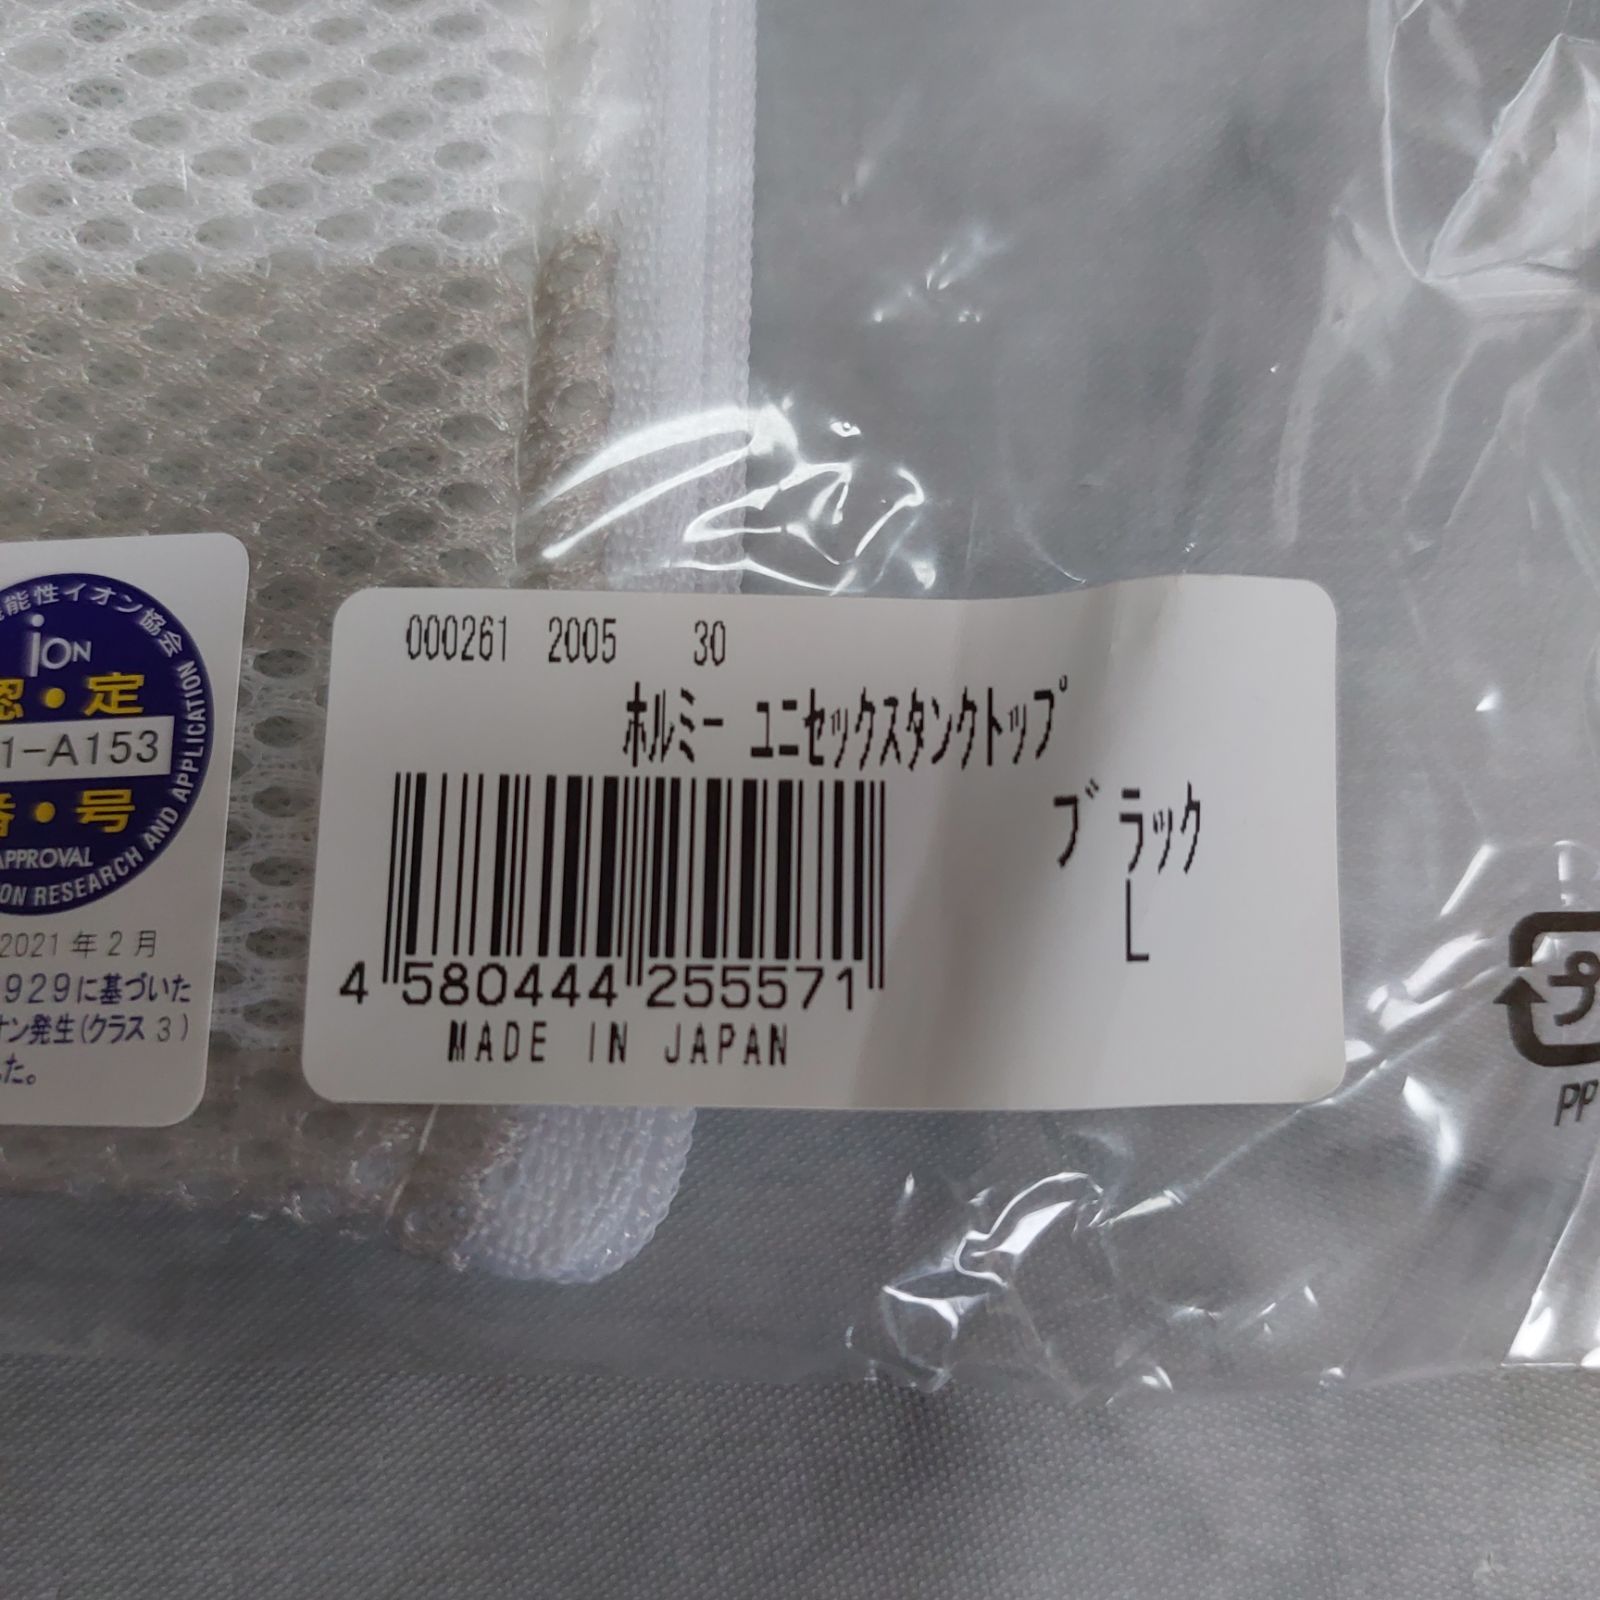 能性イオン協会
ION
認・定
1-A153
番・号
APPROVAL
ON RESEARCH AND APPLICATION
2021年2月
929に基づいた
オン発生(クラス3)
た。
000261 2005 30
ホルミー ユニセックスタンクトップ
ブラック
L
4 580444 255571
MADE IN JAPAN
プ
PP